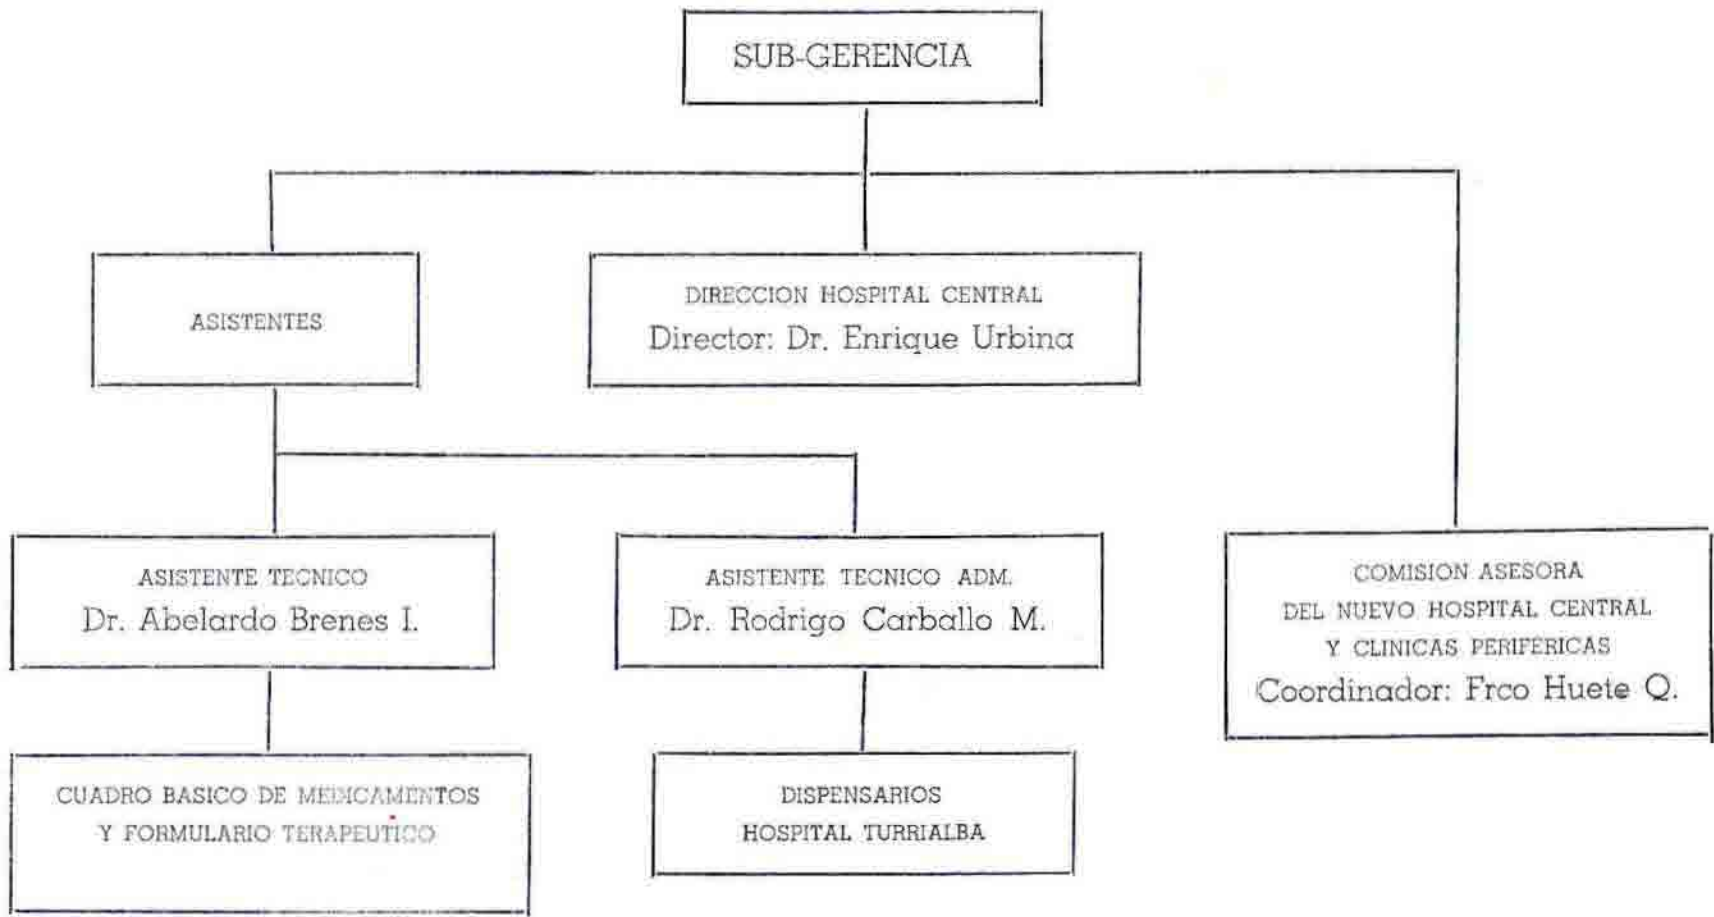 SUB-GERENCIA
ASISTENTES
DIRECCION HOSPITAL CENTRAL
Director: Dr. Enrique Urbina
ASISTENTE TECNICO
Dr. Abelardo Brenes I.
ASISTENTE TECNICO ADM.
Dr. Rodrigo Carballo M.
COMISION ASESORA
DEL NUEVO HOSPITAL CENTRAL
Y CLINICAS PERIFERICAS
Coordinador: Frco Huete Q.
CUADRO BASICO DE MEDICAMENTOS
Y FORMULARIO TERAPEUTICO
DISPENSARIOS
HOSPITAL TURRIALBA